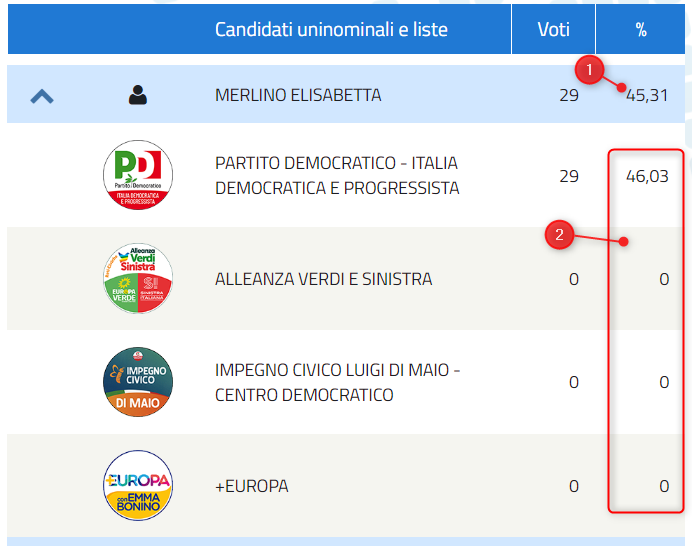 Candidati uninominali e liste Voti %
1
MERLINO ELISABETTA 29 45,31
PD
Partito Democratico
ITALIA DEMOCRATICA
E PROGRESSISTA
PARTITO DEMOCRATICO - ITALIA
DEMOCRATICA E PROGRESSISTA 29 46,03
2
Alleanza
Verdi
Sinistra
EUROPA
VERDE
SI
SINISTRA
ITALIANA
ALLEANZA VERDI E SINISTRA 0 0
IMPEGNO
CIVICO
DI MAIO
IMPEGNO CIVICO LUIGI DI MAIO -
CENTRO DEMOCRATICO 0 0
+EUROPA
con EMMA
BONINO
+EUROPA 0 0